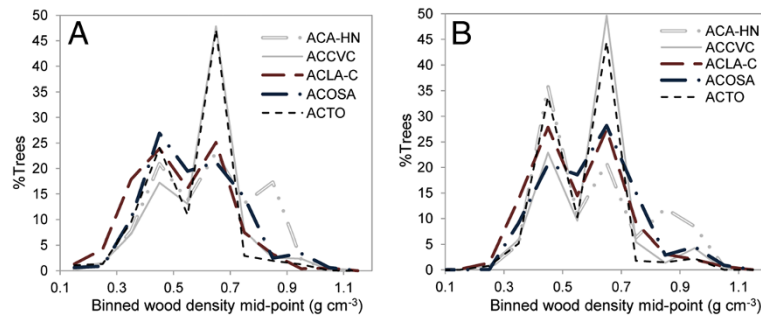 A
50
45
40
35
30
25
20
15
10
5
0
%Trees
0.1 0.3 0.5 0.7 0.9 1.1
Binned wood density mid-point (g cm⁻³)
ACA-HN
ACCVC
ACLA-C
ACOSA
ACTO
B
50
45
40
35
30
25
20
15
10
5
0
%Trees
0.1 0.3 0.5 0.7 0.9 1.1
Binned wood density mid-point (g cm⁻³)
ACA-HN
ACCVC
ACLA-C
ACOSA
ACTO